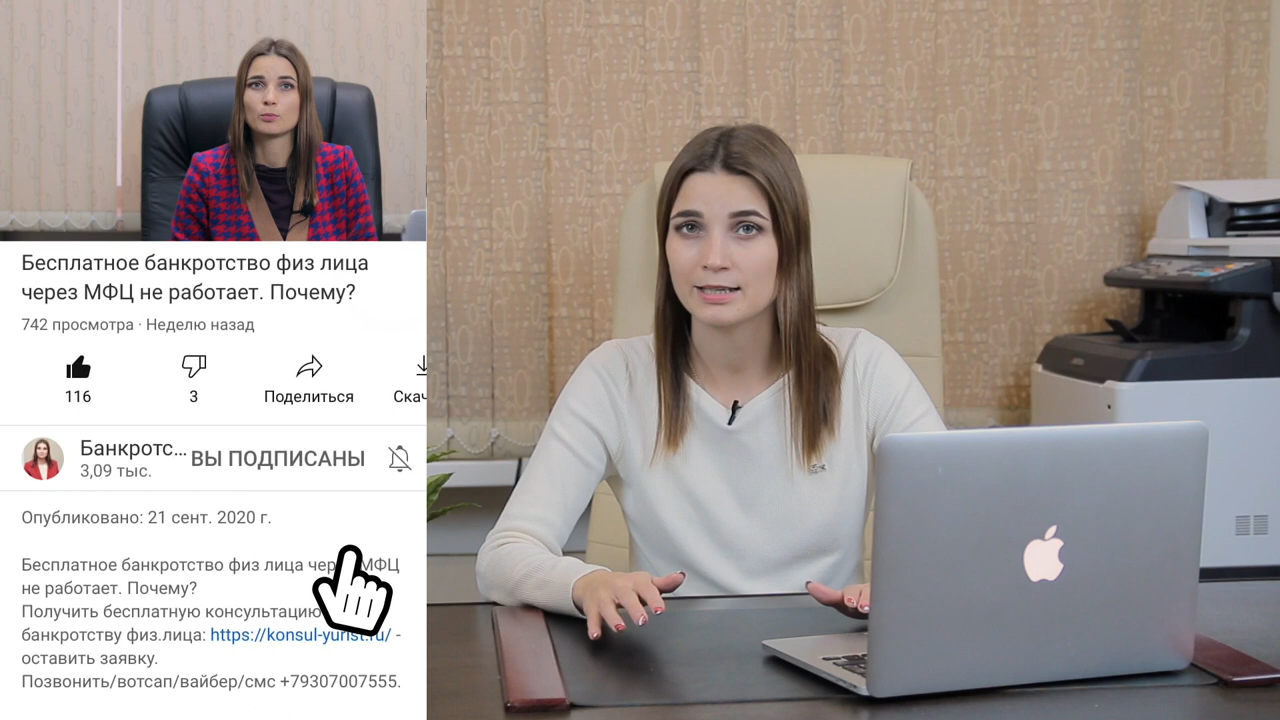 Бесплатное банкротство физ лица
через МФЦ не работает. Почему?
742 просмотра · Неделю назад
116
3
Поделиться
Скач
Банкротс... ВЫ ПОДПИСАНЫ
3,09 тыс.
Опубликовано: 21 сент. 2020 г.
Бесплатное банкротство физ лица МФЦ
не работает. Почему?
Получить бесплатную консультацию
банкротству физ.лица: https://konsul-yurist.ru/ -
оставить заявку.
Позвонить/вотсап/вайбер/смс +79307007555.